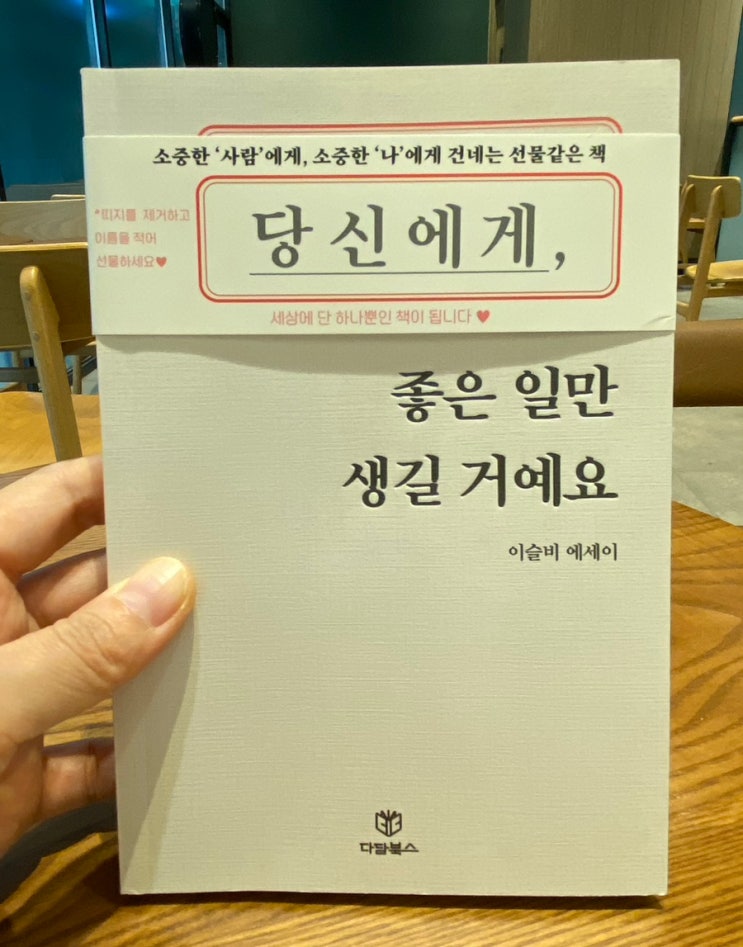 소중한 ‘사람’에게, 소중한 ‘나’에게 건네는 선물같은 책
*띠지를 제거하고
이름을 적어
선물하세요♥
당신에게,
세상에 단 하나뿐인 책이 됩니다 ♥
좋은 일만
생길 거예요
이슬비 에세이
다담북스